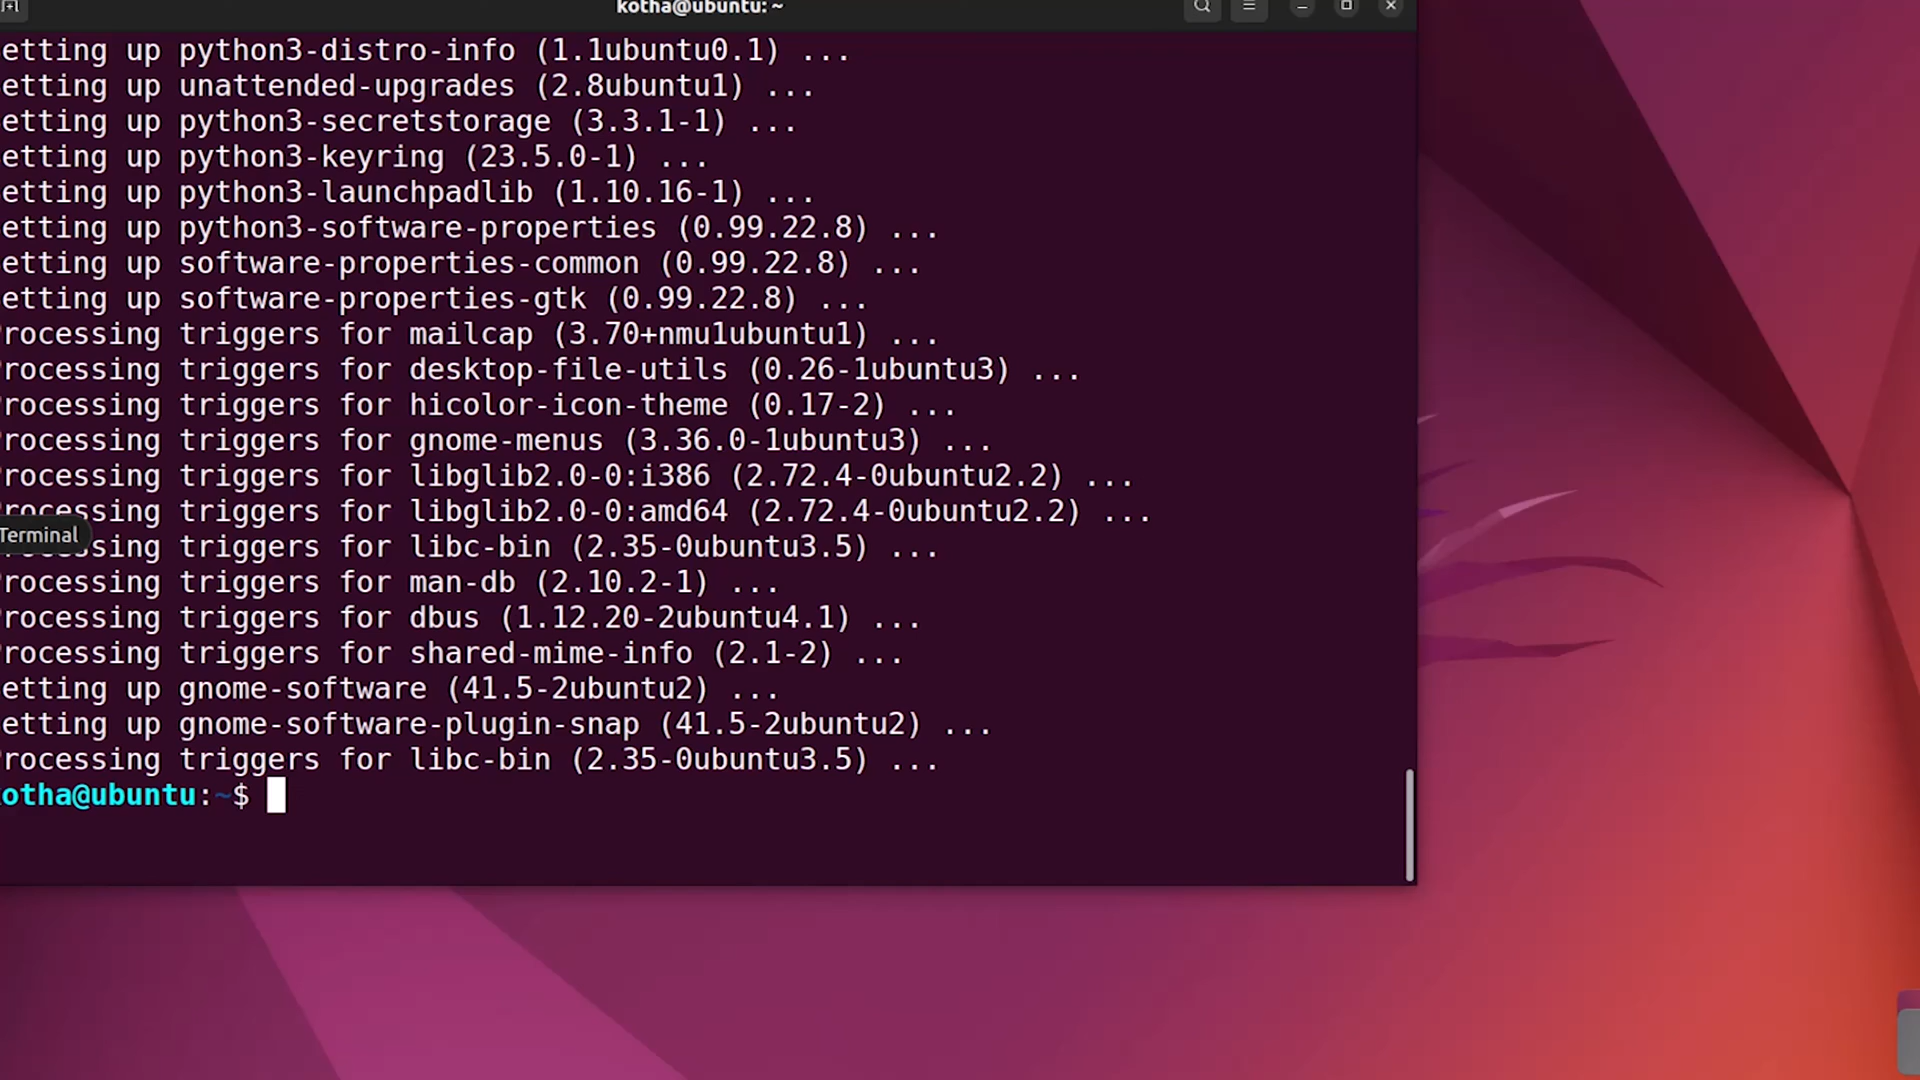 kotha@ubuntu: ~
etting up python3-distro-info (1.1ubuntu0.1) ...
etting up unattended-upgrades (2.8ubuntu1) ...
etting up python3-secretstorage (3.3.1-1) ...
etting up python3-keyring (23.5.0-1) ...
etting up python3-launchpadlib (1.10.16-1) ...
etting up python3-software-properties (0.99.22.8) ...
etting up software-properties-common (0.99.22.8) ...
etting up software-properties-gtk (0.99.22.8) ...
rocessing triggers for mailcap (3.70+nmu1ubuntu1) ...
rocessing triggers for desktop-file-utils (0.26-1ubuntu3) ...
rocessing triggers for hicolor-icon-theme (0.17-2) ...
rocessing triggers for gnome-menus (3.36.0-1ubuntu3) ...
rocessing triggers for libglib2.0-0:i386 (2.72.4-0ubuntu2.2) ...
rocessing triggers for libglib2.0-0:amd64 (2.72.4-0ubuntu2.2) ...
Terminal
sing triggers for libc-bin (2.35-0ubuntu3.5) ...
rocessing triggers for man-db (2.10.2-1) ...
rocessing triggers for dbus (1.12.20-2ubuntu4.1) ...
rocessing triggers for shared-mime-info (2.1-2) ...
etting up gnome-software (41.5-2ubuntu2) ...
etting up gnome-software-plugin-snap (41.5-2ubuntu2) ...
rocessing triggers for libc-bin (2.35-0ubuntu3.5) ...
otha@ubuntu:~$